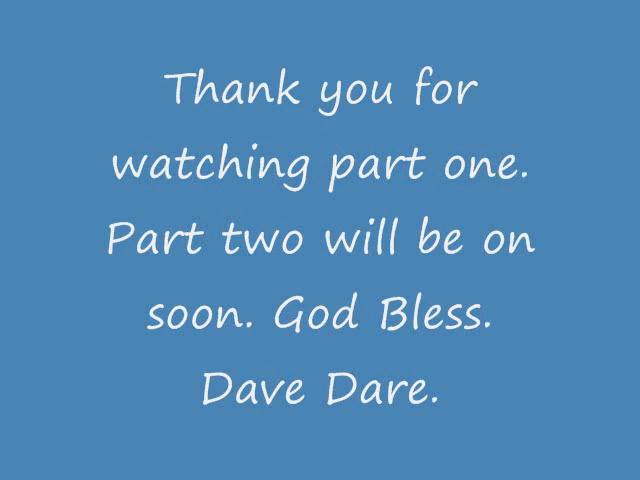 Thank you for
watching part one.
Part two will be on
soon. God Bless.
Dave Dare.